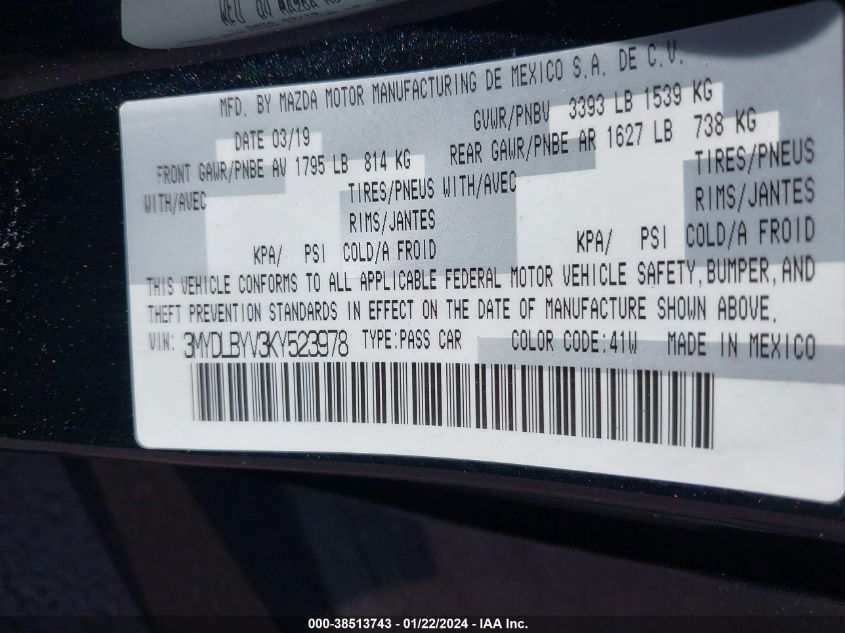 MFD. BY MAZDA MOTOR MANUFACTURING DE MEXICO S.A. DE C.V.
DATE 03/19 GVWR/PNBV 3393 LB 1539 KG
FRONT GAWR/PNBE AV 1795 LB 814 KG REAR GAWR/PNBE AR 1627 LB 738 KG
WITH/AVEC TIRES/PNEUS WITH/AVEC TIRES/PNEUS
RIMS/JANTES RIMS/JANTES
KPA/ PSI COLD/A FROID KPA/ PSI COLD/A FROID
THIS VEHICLE CONFORMS TO ALL APPLICABLE FEDERAL MOTOR VEHICLE SAFETY, BUMPER, AND
THEFT PREVENTION STANDARDS IN EFFECT ON THE DATE OF MANUFACTURE SHOWN ABOVE.
VIN: 3MYDLBYV3KY523978 TYPE:PASS CAR COLOR CODE:41W MADE IN MEXICO
000-38513743 - 01/22/2024 - IAA Inc.